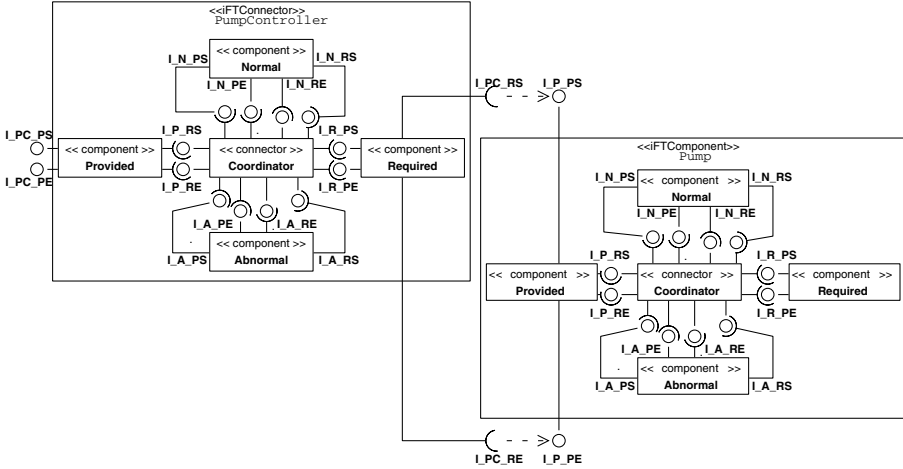 <<iFTConnector>>
PumpController
<< component >>
Normal
I_N_PS
I_N_RS
I_N_PE
I_N_RE
I_PC_PS
I_PC_PE
<< component >>
Provided
I_P_RS
I_P_RE
<< connector >>
Coordinator
I_R_PS
I_R_PE
<< component >>
Required
I_A_PE
I_A_RE
<< component >>
Abnormal
I_A_PS
I_A_RS
I_PC_RS
I_P_PS
<<iFTComponent>>
Pump
<< component >>
Normal
I_N_PS
I_N_RS
I_N_PE
I_N_RE
<< component >>
Provided
I_P_RS
I_P_RE
<< connector >>
Coordinator
I_R_PS
I_R_PE
<< component >>
Required
I_A_PE
I_A_RE
<< component >>
Abnormal
I_A_PS
I_A_RS
I_PC_RE
I_P_PE